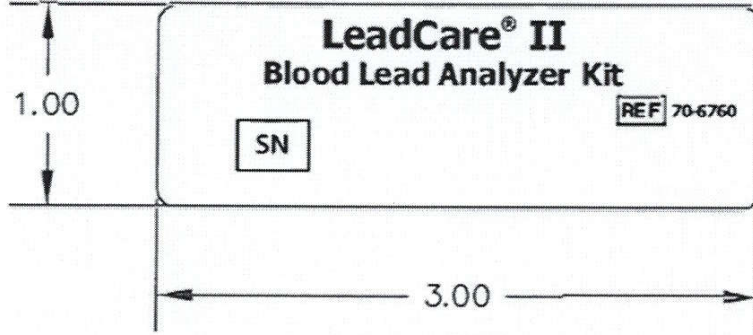 LeadCare® II
Blood Lead Analyzer Kit
REF 70-6760
1.00
SN
3.00